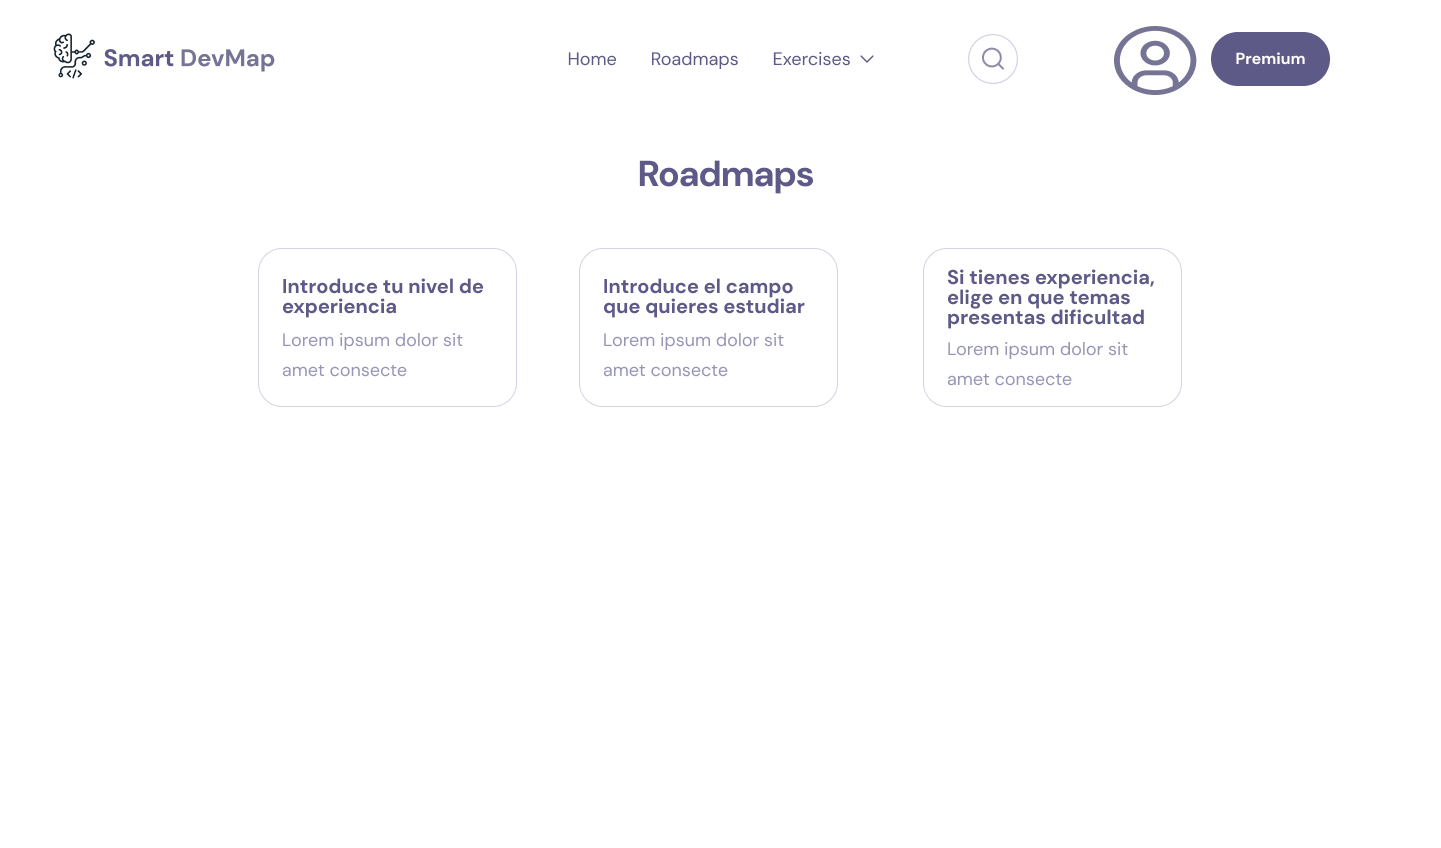 Smart DevMap
Home
Roadmaps
Exercises
Premium
Roadmaps
Introduce tu nivel de
experiencia
Lorem ipsum dolor sit
amet consecte
Introduce el campo
que quieres estudiar
Lorem ipsum dolor sit
amet consecte
Si tienes experiencia,
elige en que temas
presentas dificultad
Lorem ipsum dolor sit
amet consecte